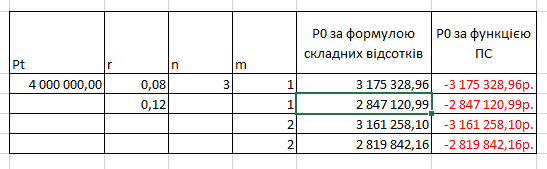 Pt r n m P0 за формулою складних відсотків P0 за функцією ПС
4 000 000,00 0,08 3 1 3 175 328,96 -3 175 328,96р.
0,12 1 2 847 120,99 -2 847 120,99р.
2 3 161 258,10 -3 161 258,10р.
2 2 819 842,16 -2 819 842,16р.